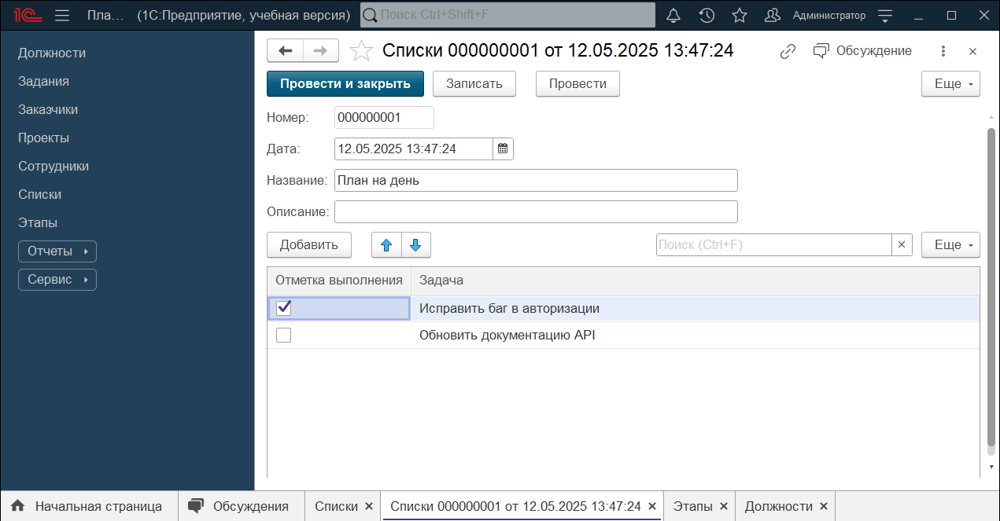 1С Пла... (1С:Предприятие, учебная версия) Поиск Ctrl+Shift+F Администратор
Должности
Задания
Заказчики
Проекты
Сотрудники
Списки
Этапы
Отчеты
Сервис
Списки 000000001 от 12.05.2025 13:47:24 Обсуждение
Провести и закрыть Записать Провести Еще
Номер: 000000001
Дата: 12.05.2025 13:47:24
Название: План на день
Описание:
Добавить Поиск (Ctrl+F) Еще
Отметка выполнения Задача
Исправить баг в авторизации
Обновить документацию API
Начальная страница Обсуждения Списки Списки 000000001 от 12.05.2025 13:47:24 Этапы Должности